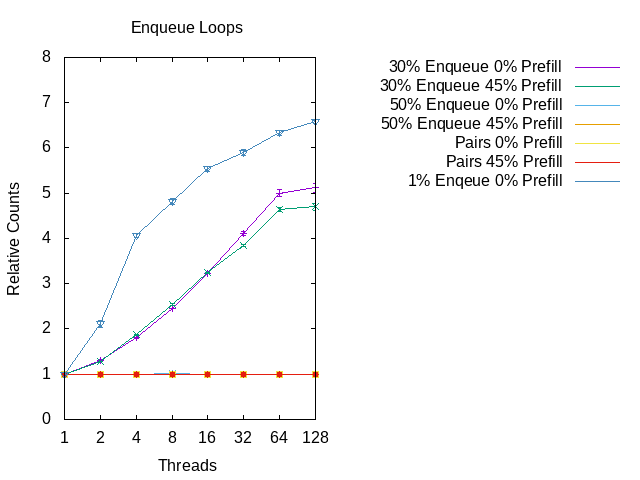 Enqueue Loops
8
7
6
5
4
3
2
1
0
Relative Counts
1 2 4 8 16 32 64 128
Threads
30% Enqueue 0% Prefill
30% Enqueue 45% Prefill
50% Enqueue 0% Prefill
50% Enqueue 45% Prefill
Pairs 0% Prefill
Pairs 45% Prefill
1% Enqeue 0% Prefill